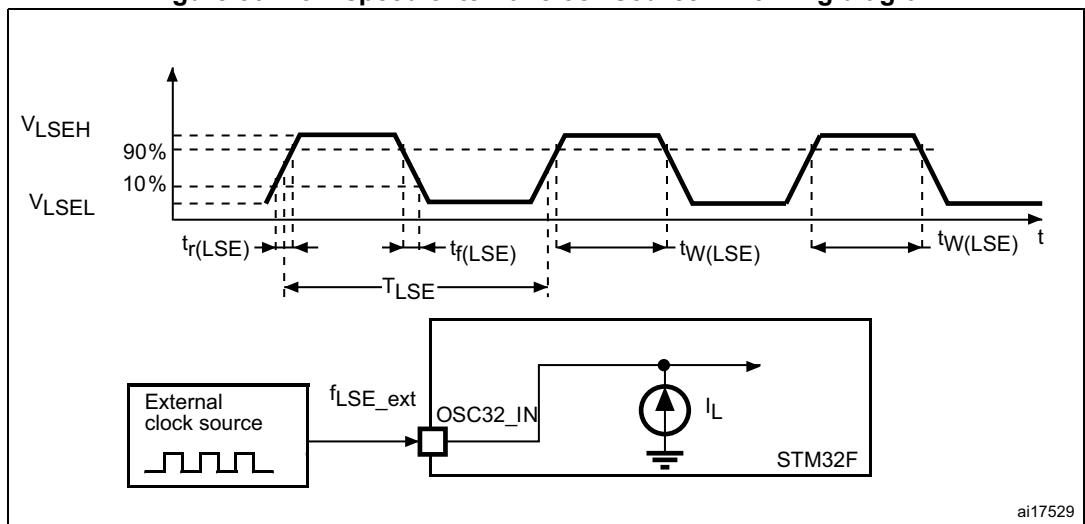 V_LSEH
90%
10%
V_LSEL
t_r(LSE)
t_f(LSE)
t_W(LSE)
t_W(LSE)
t
T_LSE
External
clock source
f_LSE_ext
OSC32_IN
I_L
STM32F
ai17529